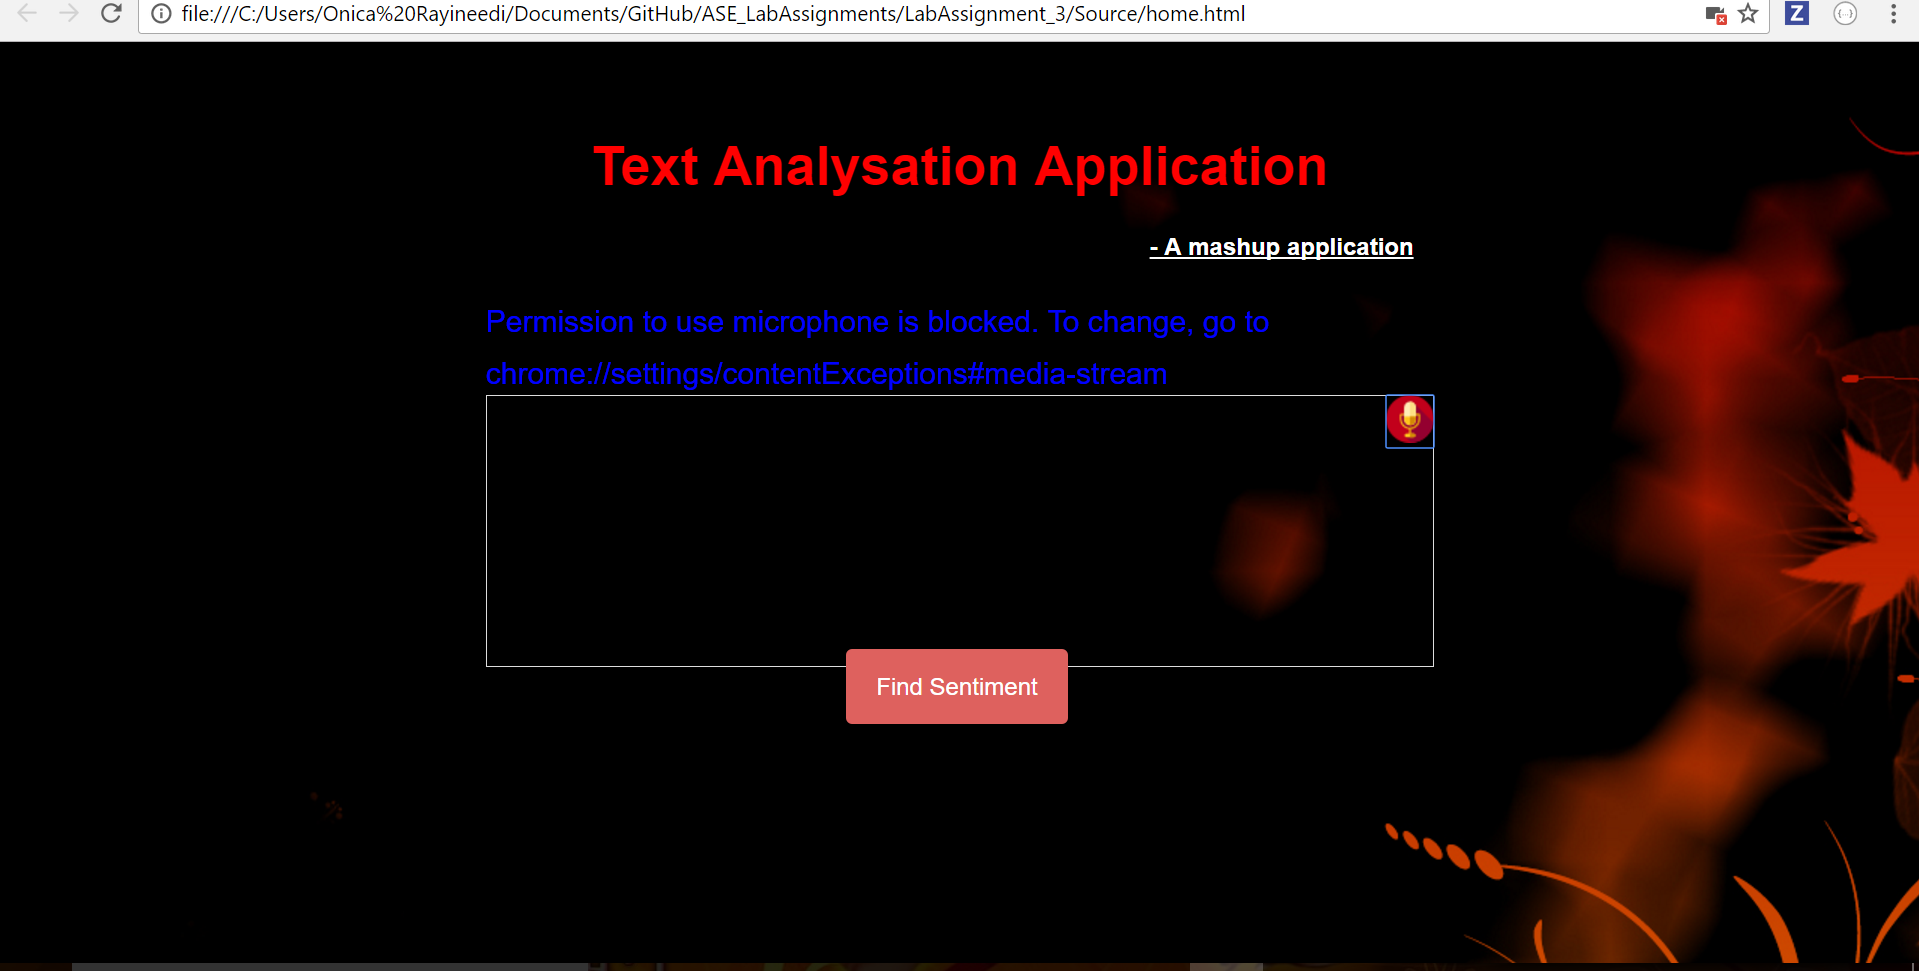 file:///C:/Users/Onica%20Rayineedi/Documents/GitHub/ASE_LabAssignments/LabAssignment_3/Source/home.html
Z
{...}
Text Analysation Application
- A mashup application
Permission to use microphone is blocked. To change, go to
chrome://settings/contentExceptions#media-stream
Find Sentiment